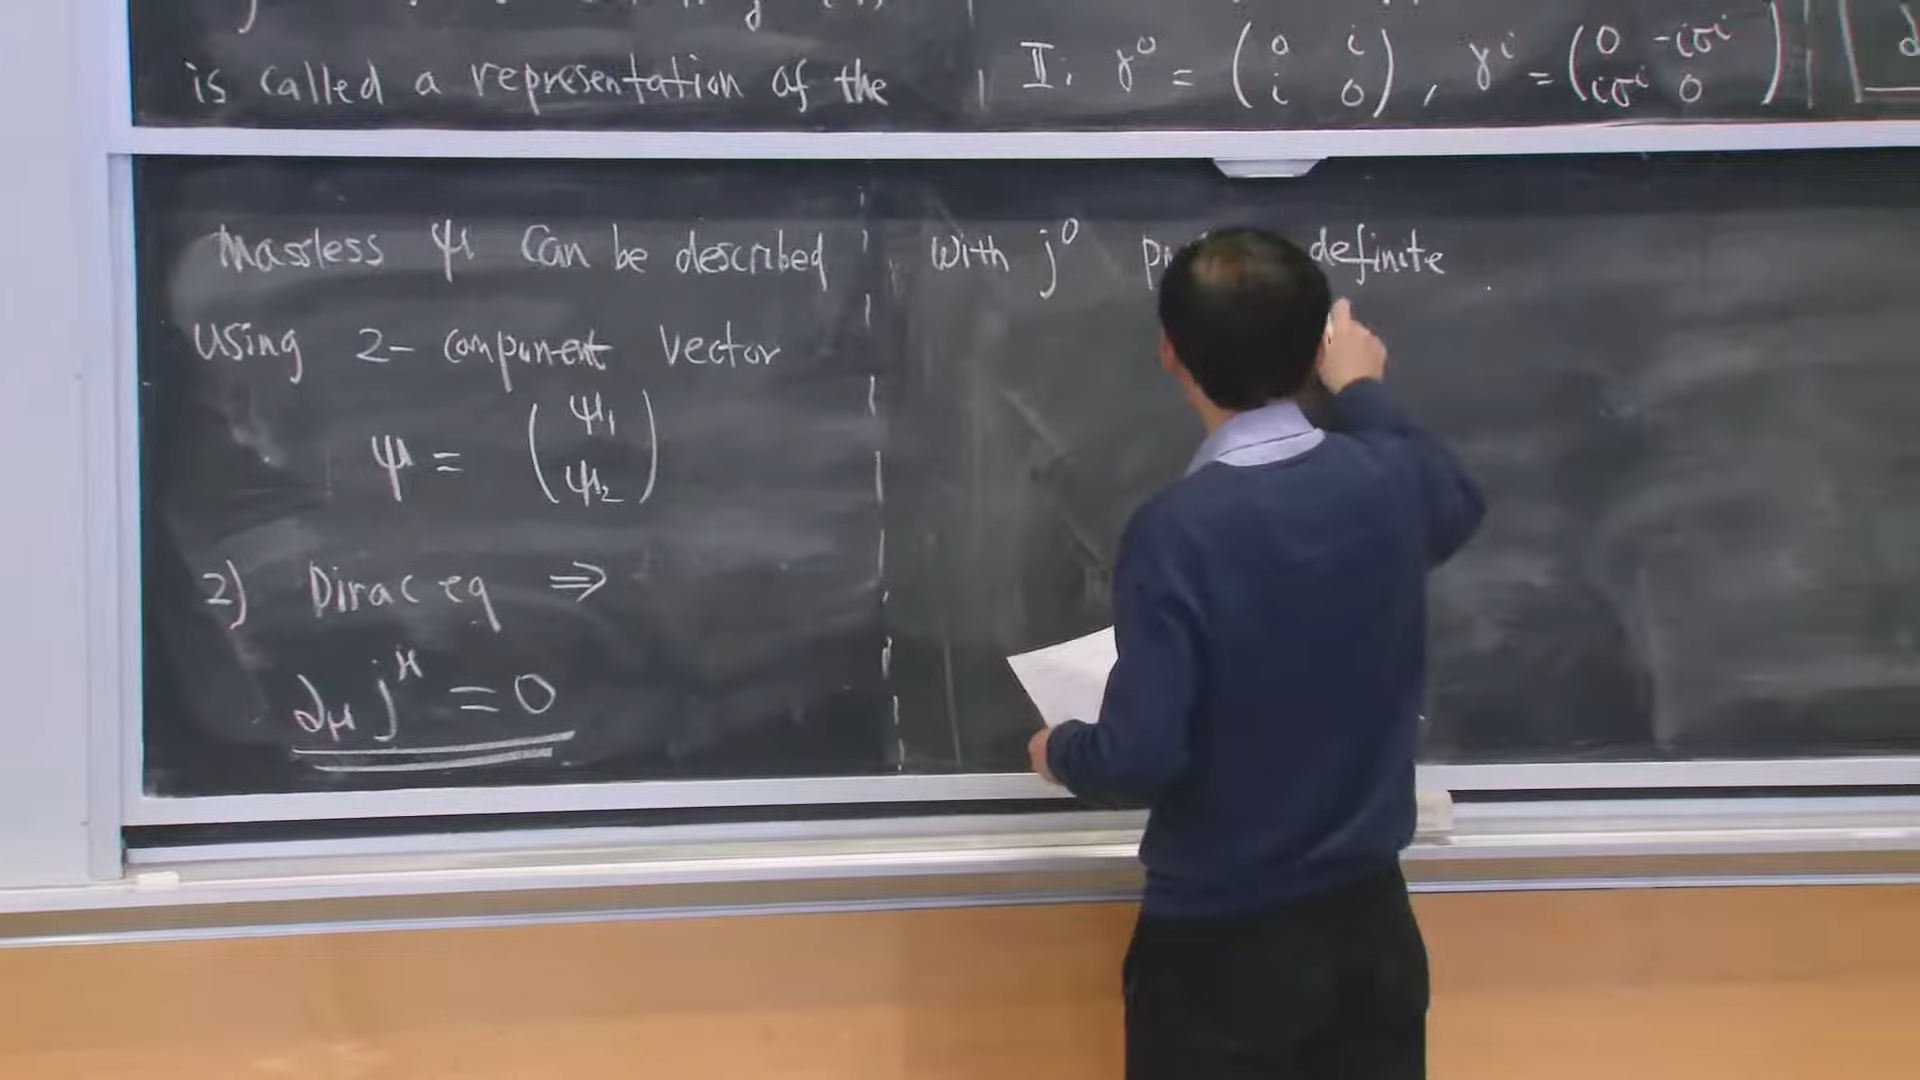 is called a representation of the
II. γ⁰ = (0 i; i 0), γⁱ = (0 -iσⁱ; iσⁱ 0)
Massless ψ can be described
using 2-component vector
ψ = (ψ₁; ψ₂)
2) Dirac eq ⇒
∂_μ j^μ = 0
with j⁰ definite